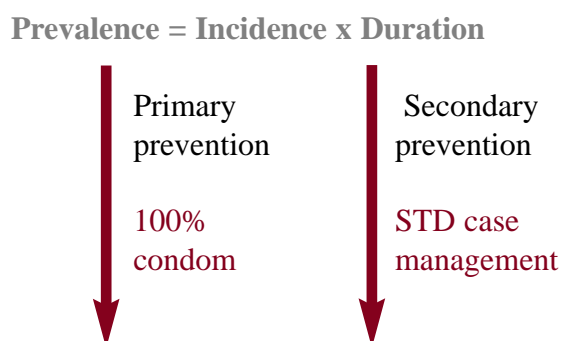 Prevalence = Incidence x Duration
Primary
prevention
100%
condom
Secondary
prevention
STD case
management